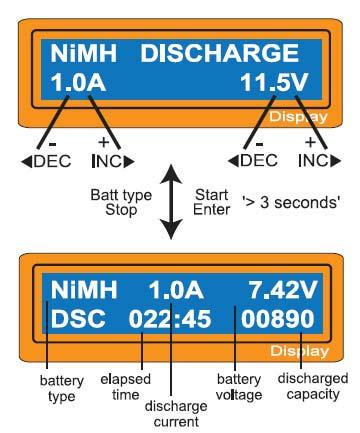 NiMH DISCHARGE
1.0A 11.5V
Display
- + - +
◀DEC INC▶ ◀DEC INC▶
Batt type Start
Stop Enter '> 3 seconds'
NiMH 1.0A 7.42V
DSC 022:45 00890
Display
battery elapsed battery discharged
type time voltage capacity
discharge
current